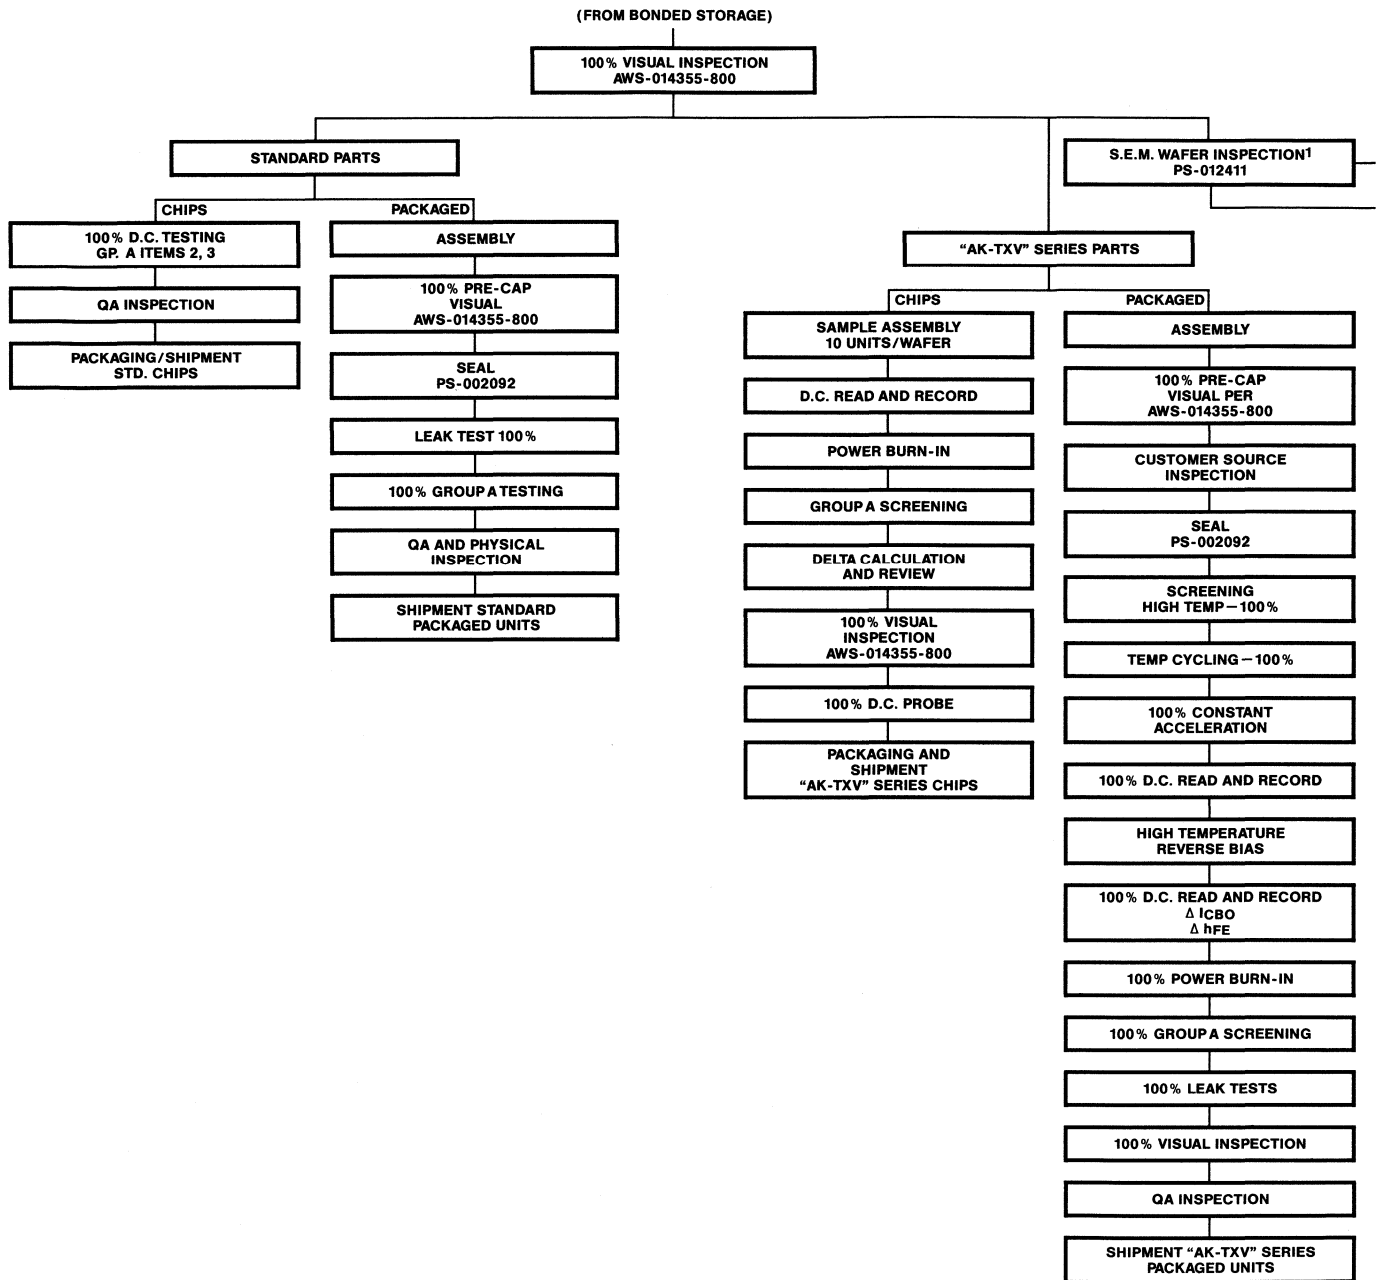 (FROM BONDED STORAGE)
100% VISUAL INSPECTION
AWS-014355-800
STANDARD PARTS
CHIPS
100% D.C. TESTING
GP. A ITEMS 2, 3
QA INSPECTION
PACKAGING/SHIPMENT
STD. CHIPS
PACKAGED
ASSEMBLY
100% PRE-CAP
VISUAL
AWS-014355-800
SEAL
PS-002092
LEAK TEST 100%
100% GROUP A TESTING
QA AND PHYSICAL
INSPECTION
SHIPMENT STANDARD
PACKAGED UNITS
S.E.M. WAFER INSPECTION1
PS-012411
"AK-TXV" SERIES PARTS
CHIPS
SAMPLE ASSEMBLY
10 UNITS/WAFER
D.C. READ AND RECORD
POWER BURN-IN
GROUP A SCREENING
DELTA CALCULATION
AND REVIEW
100% VISUAL
INSPECTION
AWS-014355-800
100% D.C. PROBE
PACKAGING AND
SHIPMENT
"AK-TXV" SERIES CHIPS
PACKAGED
ASSEMBLY
100% PRE-CAP
VISUAL PER
AWS-014355-800
CUSTOMER SOURCE
INSPECTION
SEAL
PS-002092
SCREENING
HIGH TEMP—100%
TEMP CYCLING—100%
100% CONSTANT
ACCELERATION
100% D.C. READ AND RECORD
HIGH TEMPERATURE
REVERSE BIAS
100% D.C. READ AND RECORD
Δ ICBO
Δ hFE
100% POWER BURN-IN
100% GROUP A SCREENING
100% LEAK TESTS
100% VISUAL INSPECTION
QA INSPECTION
SHIPMENT "AK-TXV" SERIES
PACKAGED UNITS